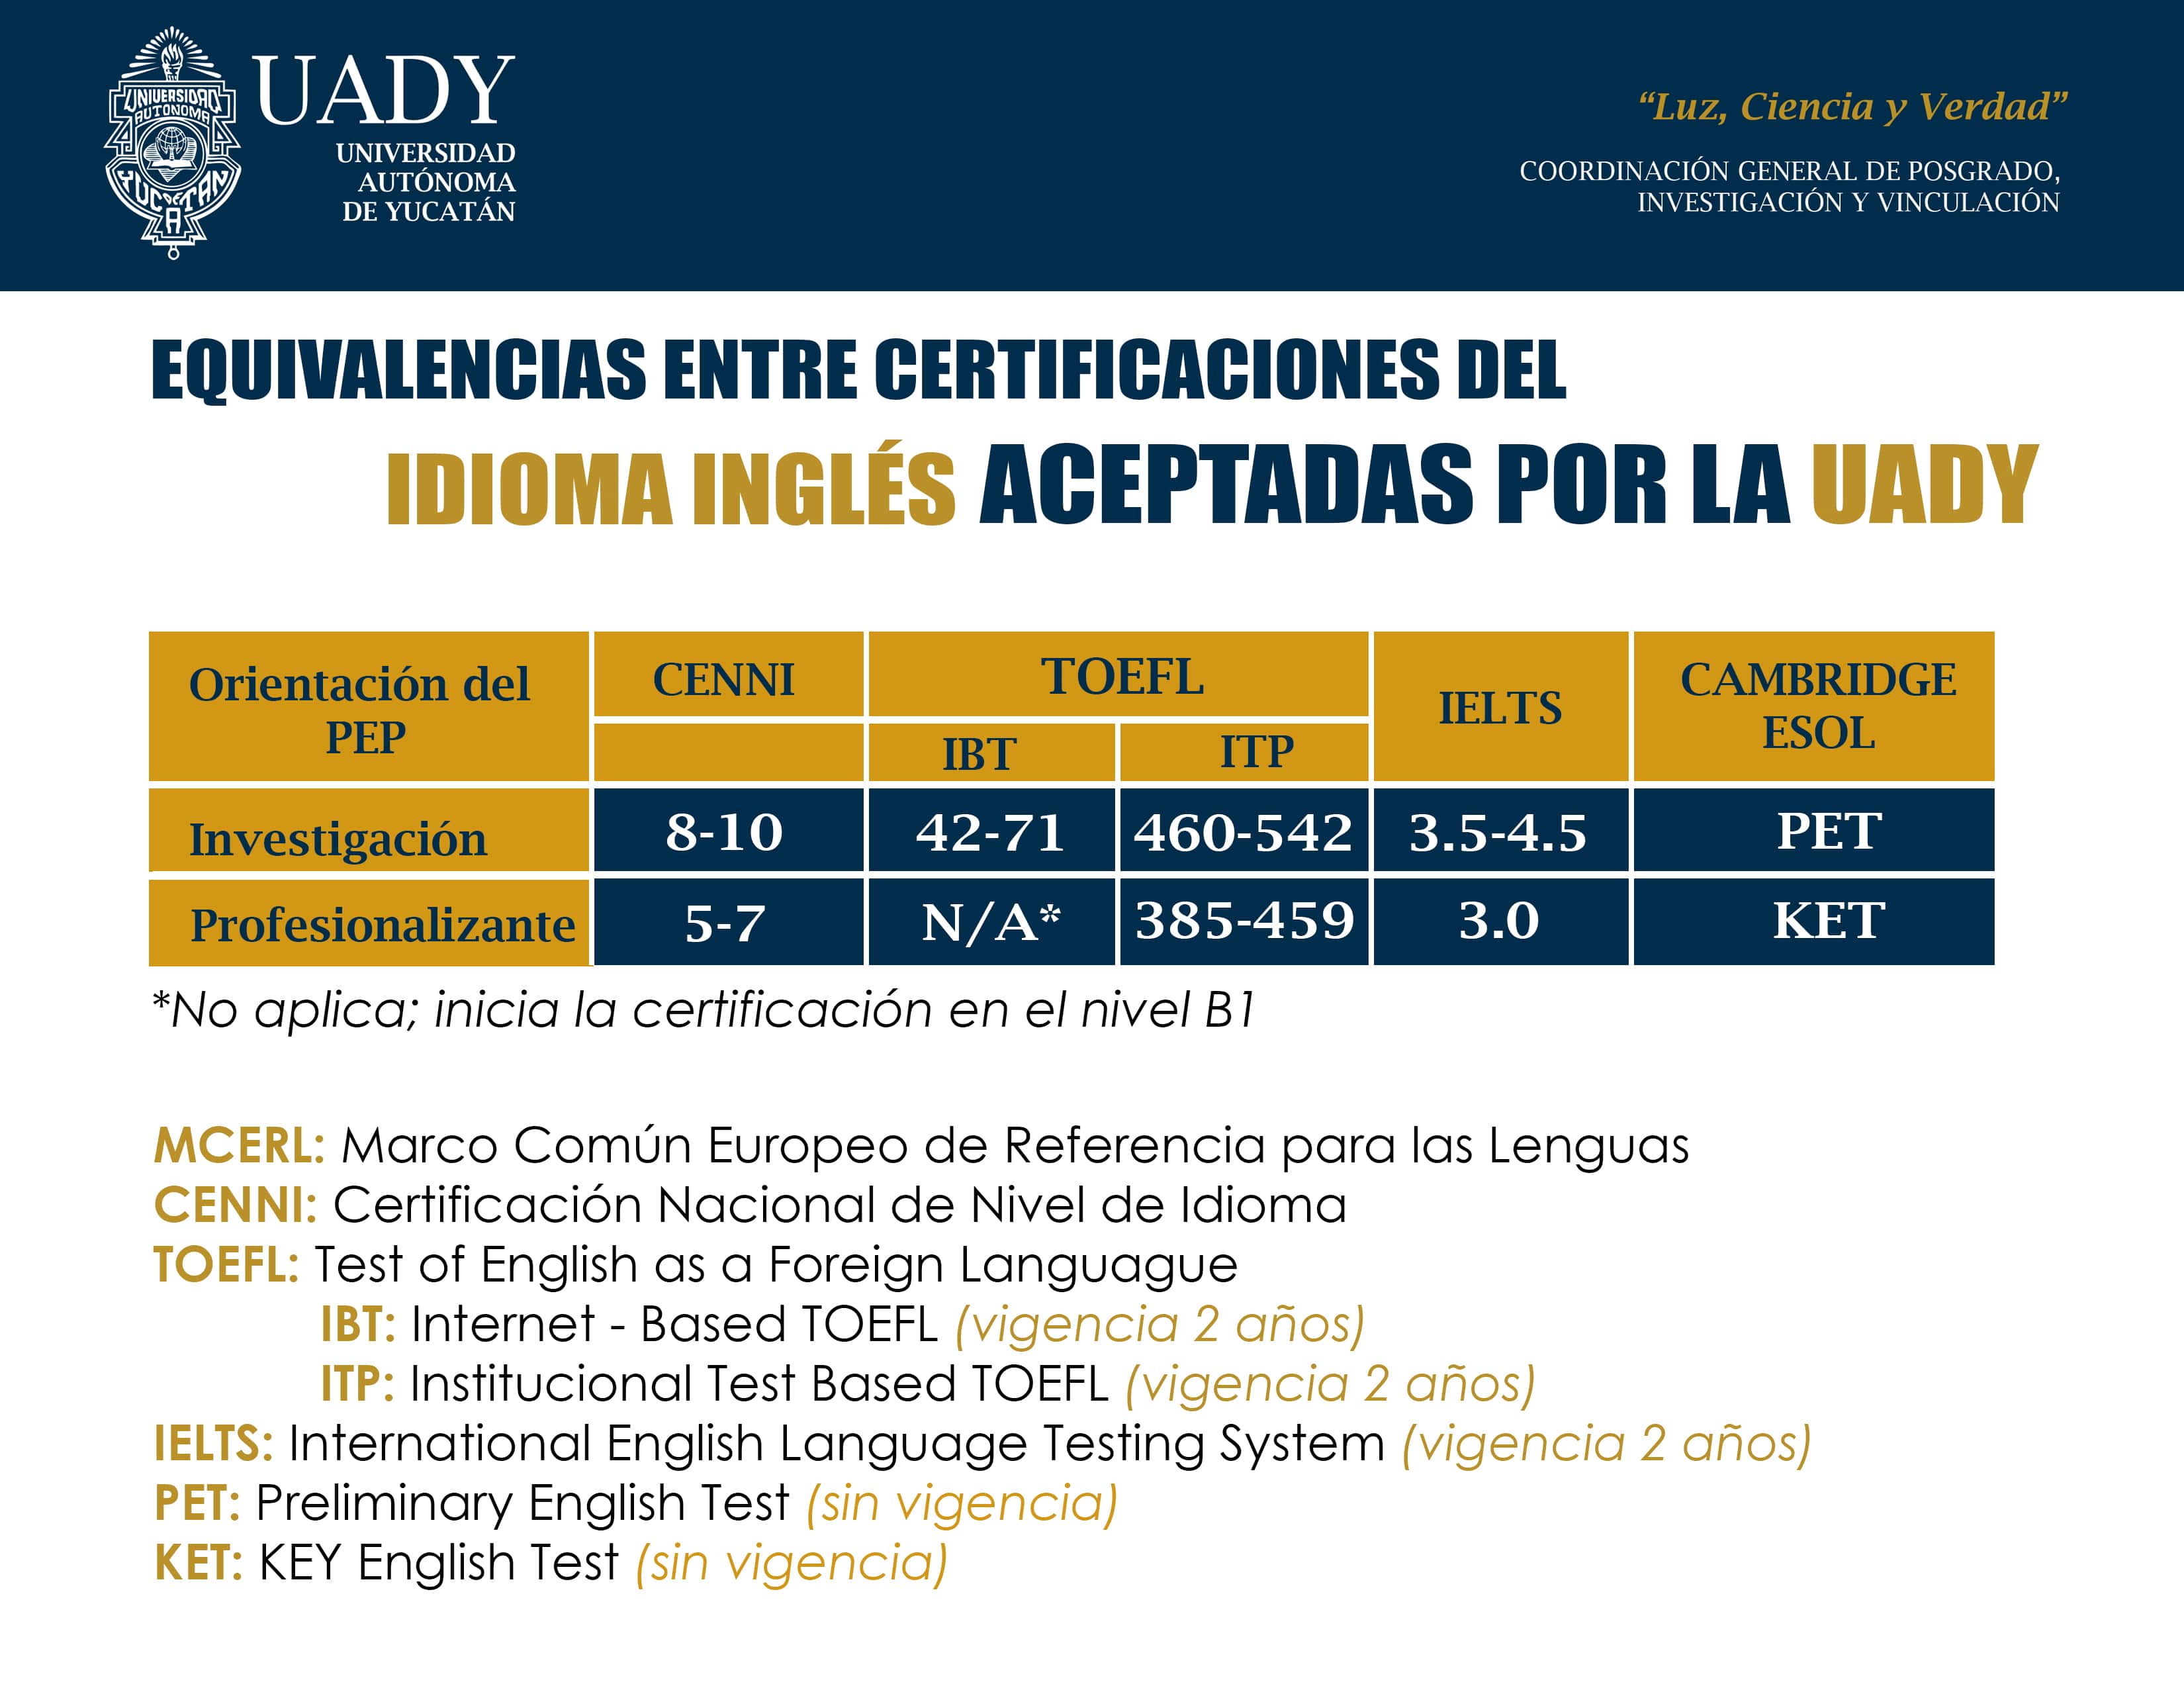 UNIVERSIDAD
AUTONOMA
YUCATAN
DE
UADY
UNIVERSIDAD
AUTÓNOMA
DE YUCATÁN
“Luz, Ciencia y Verdad”
COORDINACIÓN GENERAL DE POSGRADO,
INVESTIGACIÓN Y VINCULACIÓN
EQUIVALENCIAS ENTRE CERTIFICACIONES DEL
IDIOMA INGLÉS ACEPTADAS POR LA UADY
Orientación del PEP CENNI TOEFL IELTS CAMBRIDGE ESOL
IBT ITP
Investigación 8-10 42-71 460-542 3.5-4.5 PET
Profesionalizante 5-7 N/A* 385-459 3.0 KET
*No aplica; inicia la certificación en el nivel B1
MCERL: Marco Común Europeo de Referencia para las Lenguas
CENNI: Certificación Nacional de Nivel de Idioma
TOEFL: Test of English as a Foreign Languague
IBT: Internet - Based TOEFL (vigencia 2 años)
ITP: Institucional Test Based TOEFL (vigencia 2 años)
IELTS: International English Language Testing System (vigencia 2 años)
PET: Preliminary English Test (sin vigencia)
KET: KEY English Test (sin vigencia)